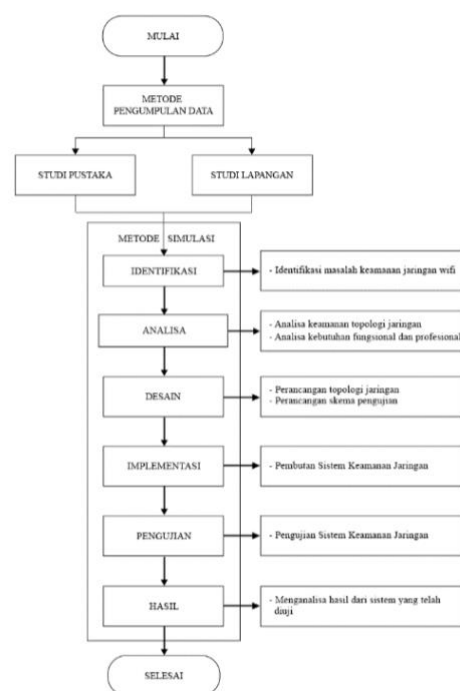 MULAI
METODE
PENGUMPULAN DATA
STUDI PUSTAKA
STUDI LAPANGAN
METODE SIMULASI
IDENTIFIKASI
- Identifikasi masalah keamanan jaringan wifi
ANALISA
- Analisa keamanan topologi jaringan
- Analisa kebutuhan fungsional dan profesional
DESAIN
- Perancangan topologi jaringan
- Perancangan skema pengujian
IMPLEMENTASI
- Pembutan Sistem Keamanan Jaringan
PENGUJIAN
- Pengujian Sistem Keamanan Jaringan
HASIL
- Menganalisa hasil dari sistem yang telah
diuji
SELESAI